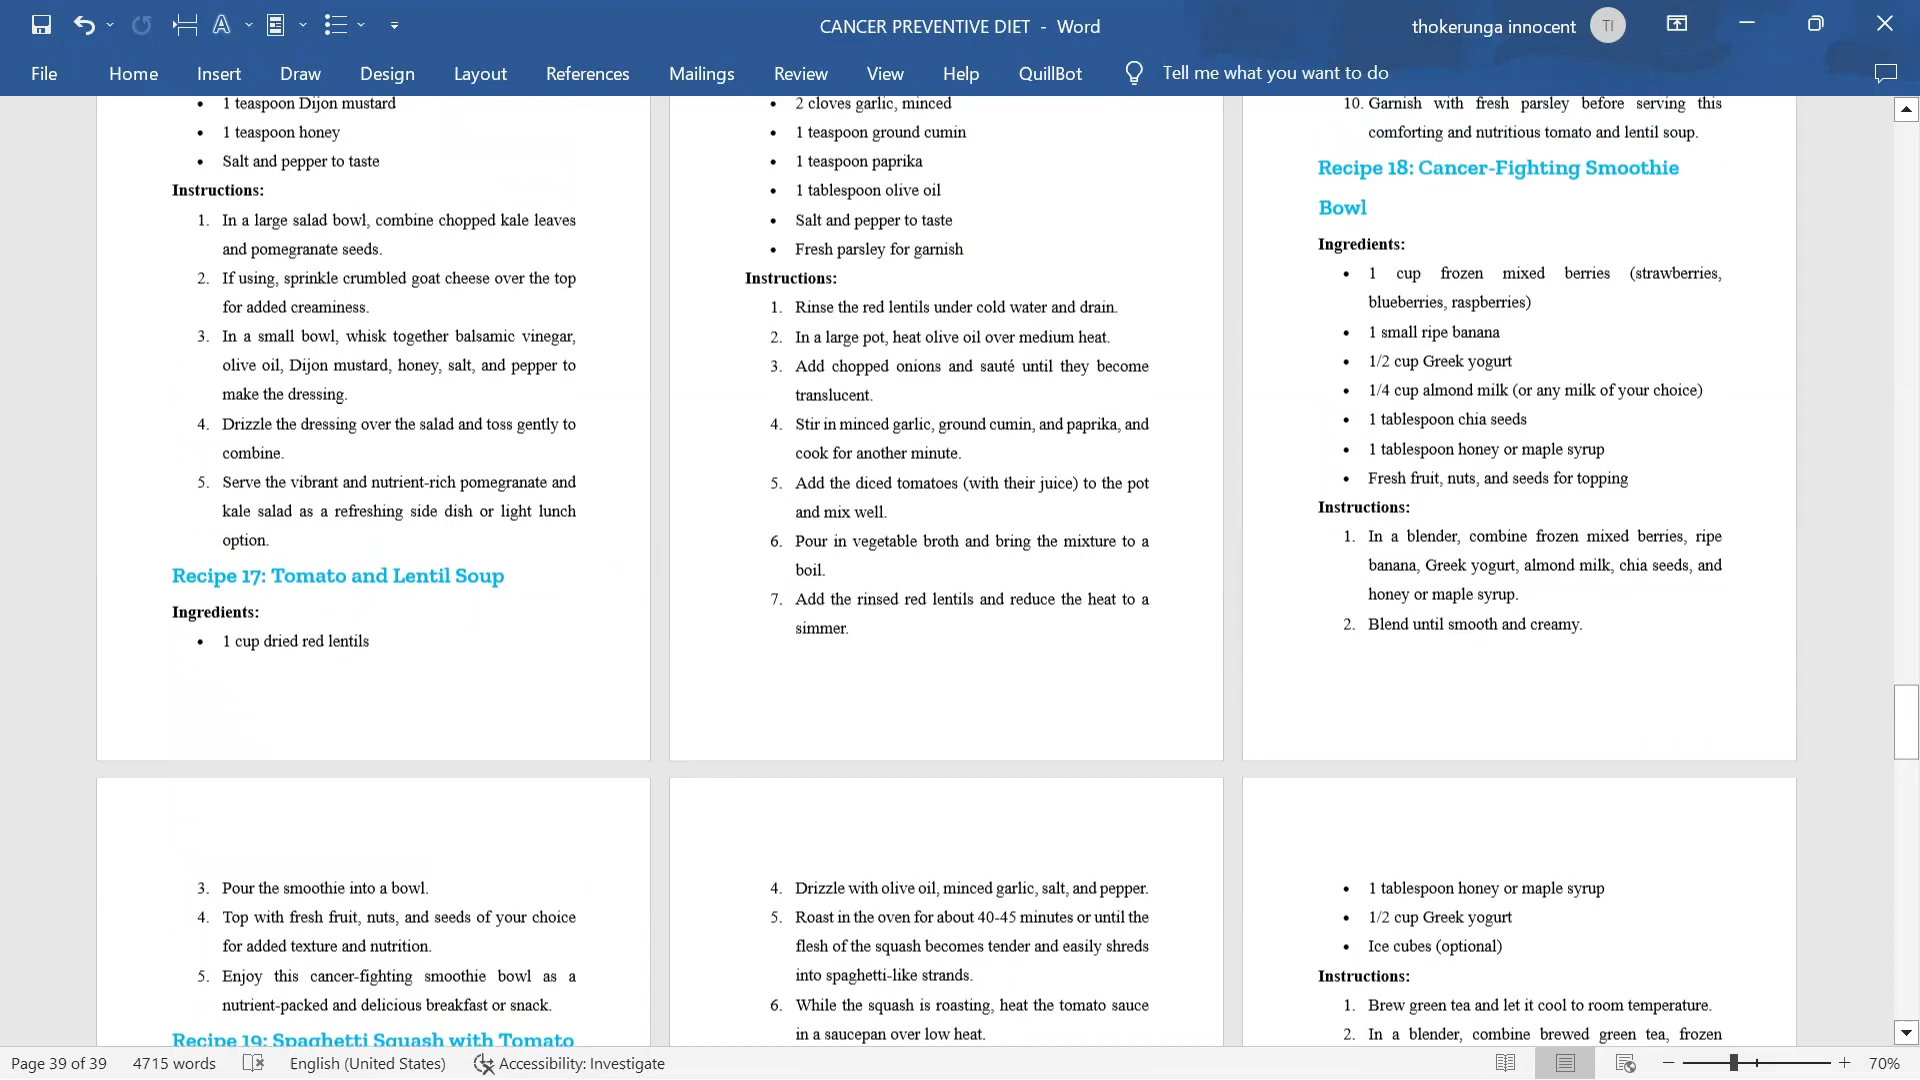 CANCER PREVENTIVE DIET - Word
thokerunga innocent
TI
File
Home
Insert
Draw
Design
Layout
References
Mailings
Review
View
Help
QuillBot
Tell me what you want to do
• 1 teaspoon Dijon mustard
• 1 teaspoon honey
• Salt and pepper to taste
Instructions:
1. In a large salad bowl, combine chopped kale leaves
and pomegranate seeds.
2. If using, sprinkle crumbled goat cheese over the top
for added creaminess.
3. In a small bowl, whisk together balsamic vinegar,
olive oil, Dijon mustard, honey, salt, and pepper to
make the dressing.
4. Drizzle the dressing over the salad and toss gently to
combine.
5. Serve the vibrant and nutrient-rich pomegranate and
kale salad as a refreshing side dish or light lunch
option.
Recipe 17: Tomato and Lentil Soup
Ingredients:
• 1 cup dried red lentils
• 2 cloves garlic, minced
• 1 teaspoon ground cumin
• 1 teaspoon paprika
• 1 tablespoon olive oil
• Salt and pepper to taste
• Fresh parsley for garnish
Instructions:
1. Rinse the red lentils under cold water and drain.
2. In a large pot, heat olive oil over medium heat.
3. Add chopped onions and sauté until they become
translucent.
4. Stir in minced garlic, ground cumin, and paprika, and
cook for another minute.
5. Add the diced tomatoes (with their juice) to the pot
and mix well.
6. Pour in vegetable broth and bring the mixture to a
boil.
7. Add the rinsed red lentils and reduce the heat to a
simmer.
10. Garnish with fresh parsley before serving this
comforting and nutritious tomato and lentil soup.
Recipe 18: Cancer-Fighting Smoothie
Bowl
Ingredients:
• 1 cup frozen mixed berries (strawberries,
blueberries, raspberries)
• 1 small ripe banana
• 1/2 cup Greek yogurt
• 1/4 cup almond milk (or any milk of your choice)
• 1 tablespoon chia seeds
• 1 tablespoon honey or maple syrup
• Fresh fruit, nuts, and seeds for topping
Instructions:
1. In a blender, combine frozen mixed berries, ripe
banana, Greek yogurt, almond milk, chia seeds, and
honey or maple syrup.
2. Blend until smooth and creamy.
3. Pour the smoothie into a bowl.
4. Top with fresh fruit, nuts, and seeds of your choice
for added texture and nutrition.
5. Enjoy this cancer-fighting smoothie bowl as a
nutrient-packed and delicious breakfast or snack.
Recipe 19: Spaghetti Squash with Tomato
4. Drizzle with olive oil, minced garlic, salt, and pepper.
5. Roast in the oven for about 40-45 minutes or until the
flesh of the squash becomes tender and easily shreds
into spaghetti-like strands.
6. While the squash is roasting, heat the tomato sauce
in a saucepan over low heat.
• 1 tablespoon honey or maple syrup
• 1/2 cup Greek yogurt
• Ice cubes (optional)
Instructions:
1. Brew green tea and let it cool to room temperature.
2. In a blender, combine brewed green tea, frozen
Page 39 of 39
4715 words
English (United States)
Accessibility: Investigate
70%